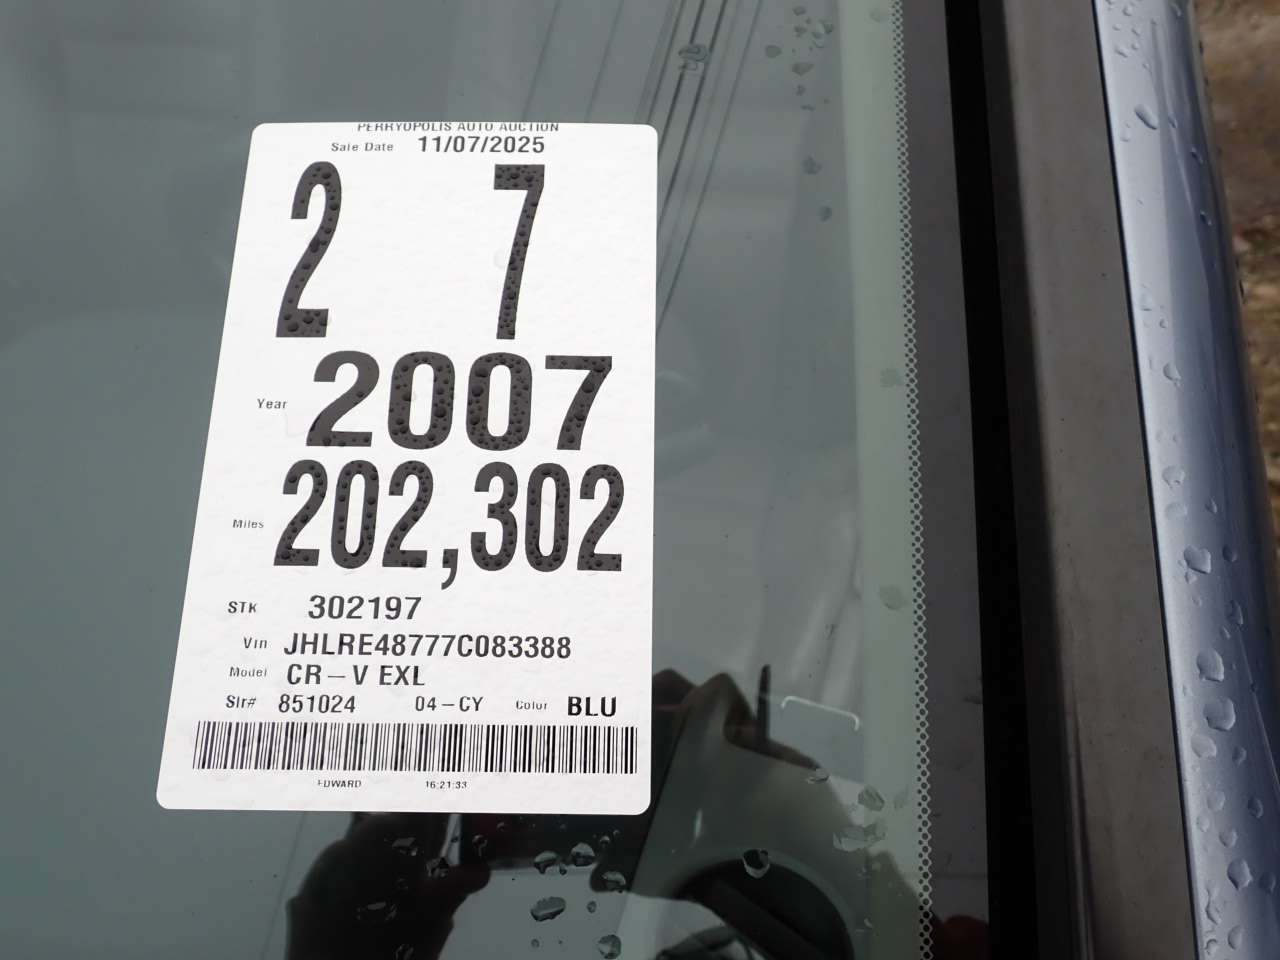 PERRYOPOLIS AUTO AUCTION
Sale Date 11/07/2025
2 7
Year 2007
Miles 202,302
STK 302197
Vin JHLRE48777C083388
Model CR-V EXL
Slr# 851024 04-CY Color BLU
EDWARD 16:21:33